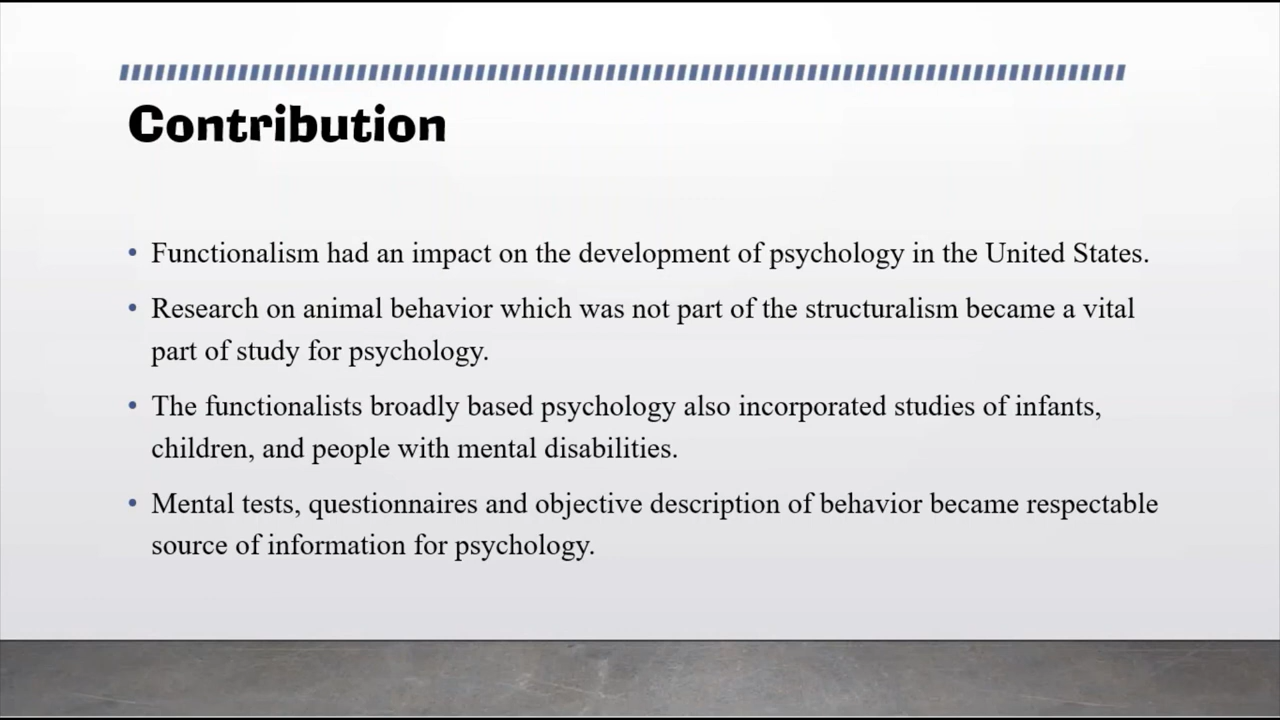 Contribution
• Functionalism had an impact on the development of psychology in the United States.
• Research on animal behavior which was not part of the structuralism became a vital
part of study for psychology.
• The functionalists broadly based psychology also incorporated studies of infants,
children, and people with mental disabilities.
• Mental tests, questionnaires and objective description of behavior became respectable
source of information for psychology.